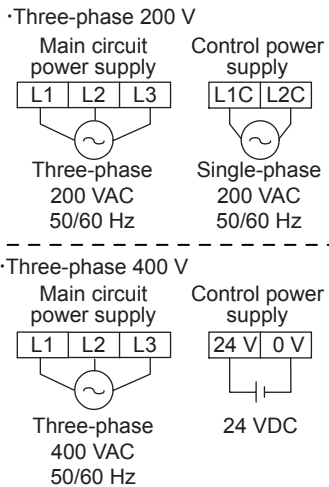 ·Three-phase 200 V
Main circuit
power supply
L1 L2 L3
Three-phase
200 VAC
50/60 Hz
Control power
supply
L1C L2C
Single-phase
200 VAC
50/60 Hz
·Three-phase 400 V
Main circuit
power supply
L1 L2 L3
Three-phase
400 VAC
50/60 Hz
Control power
supply
24 V 0 V
24 VDC